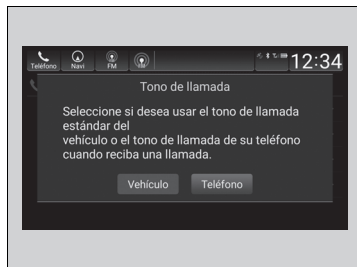 Teléfono
Navi
FM
12:34
Tono de llamada
Seleccione si desea usar el tono de llamada
estándar del
vehículo o el tono de llamada de su teléfono
cuando reciba una llamada.
Vehículo
Teléfono